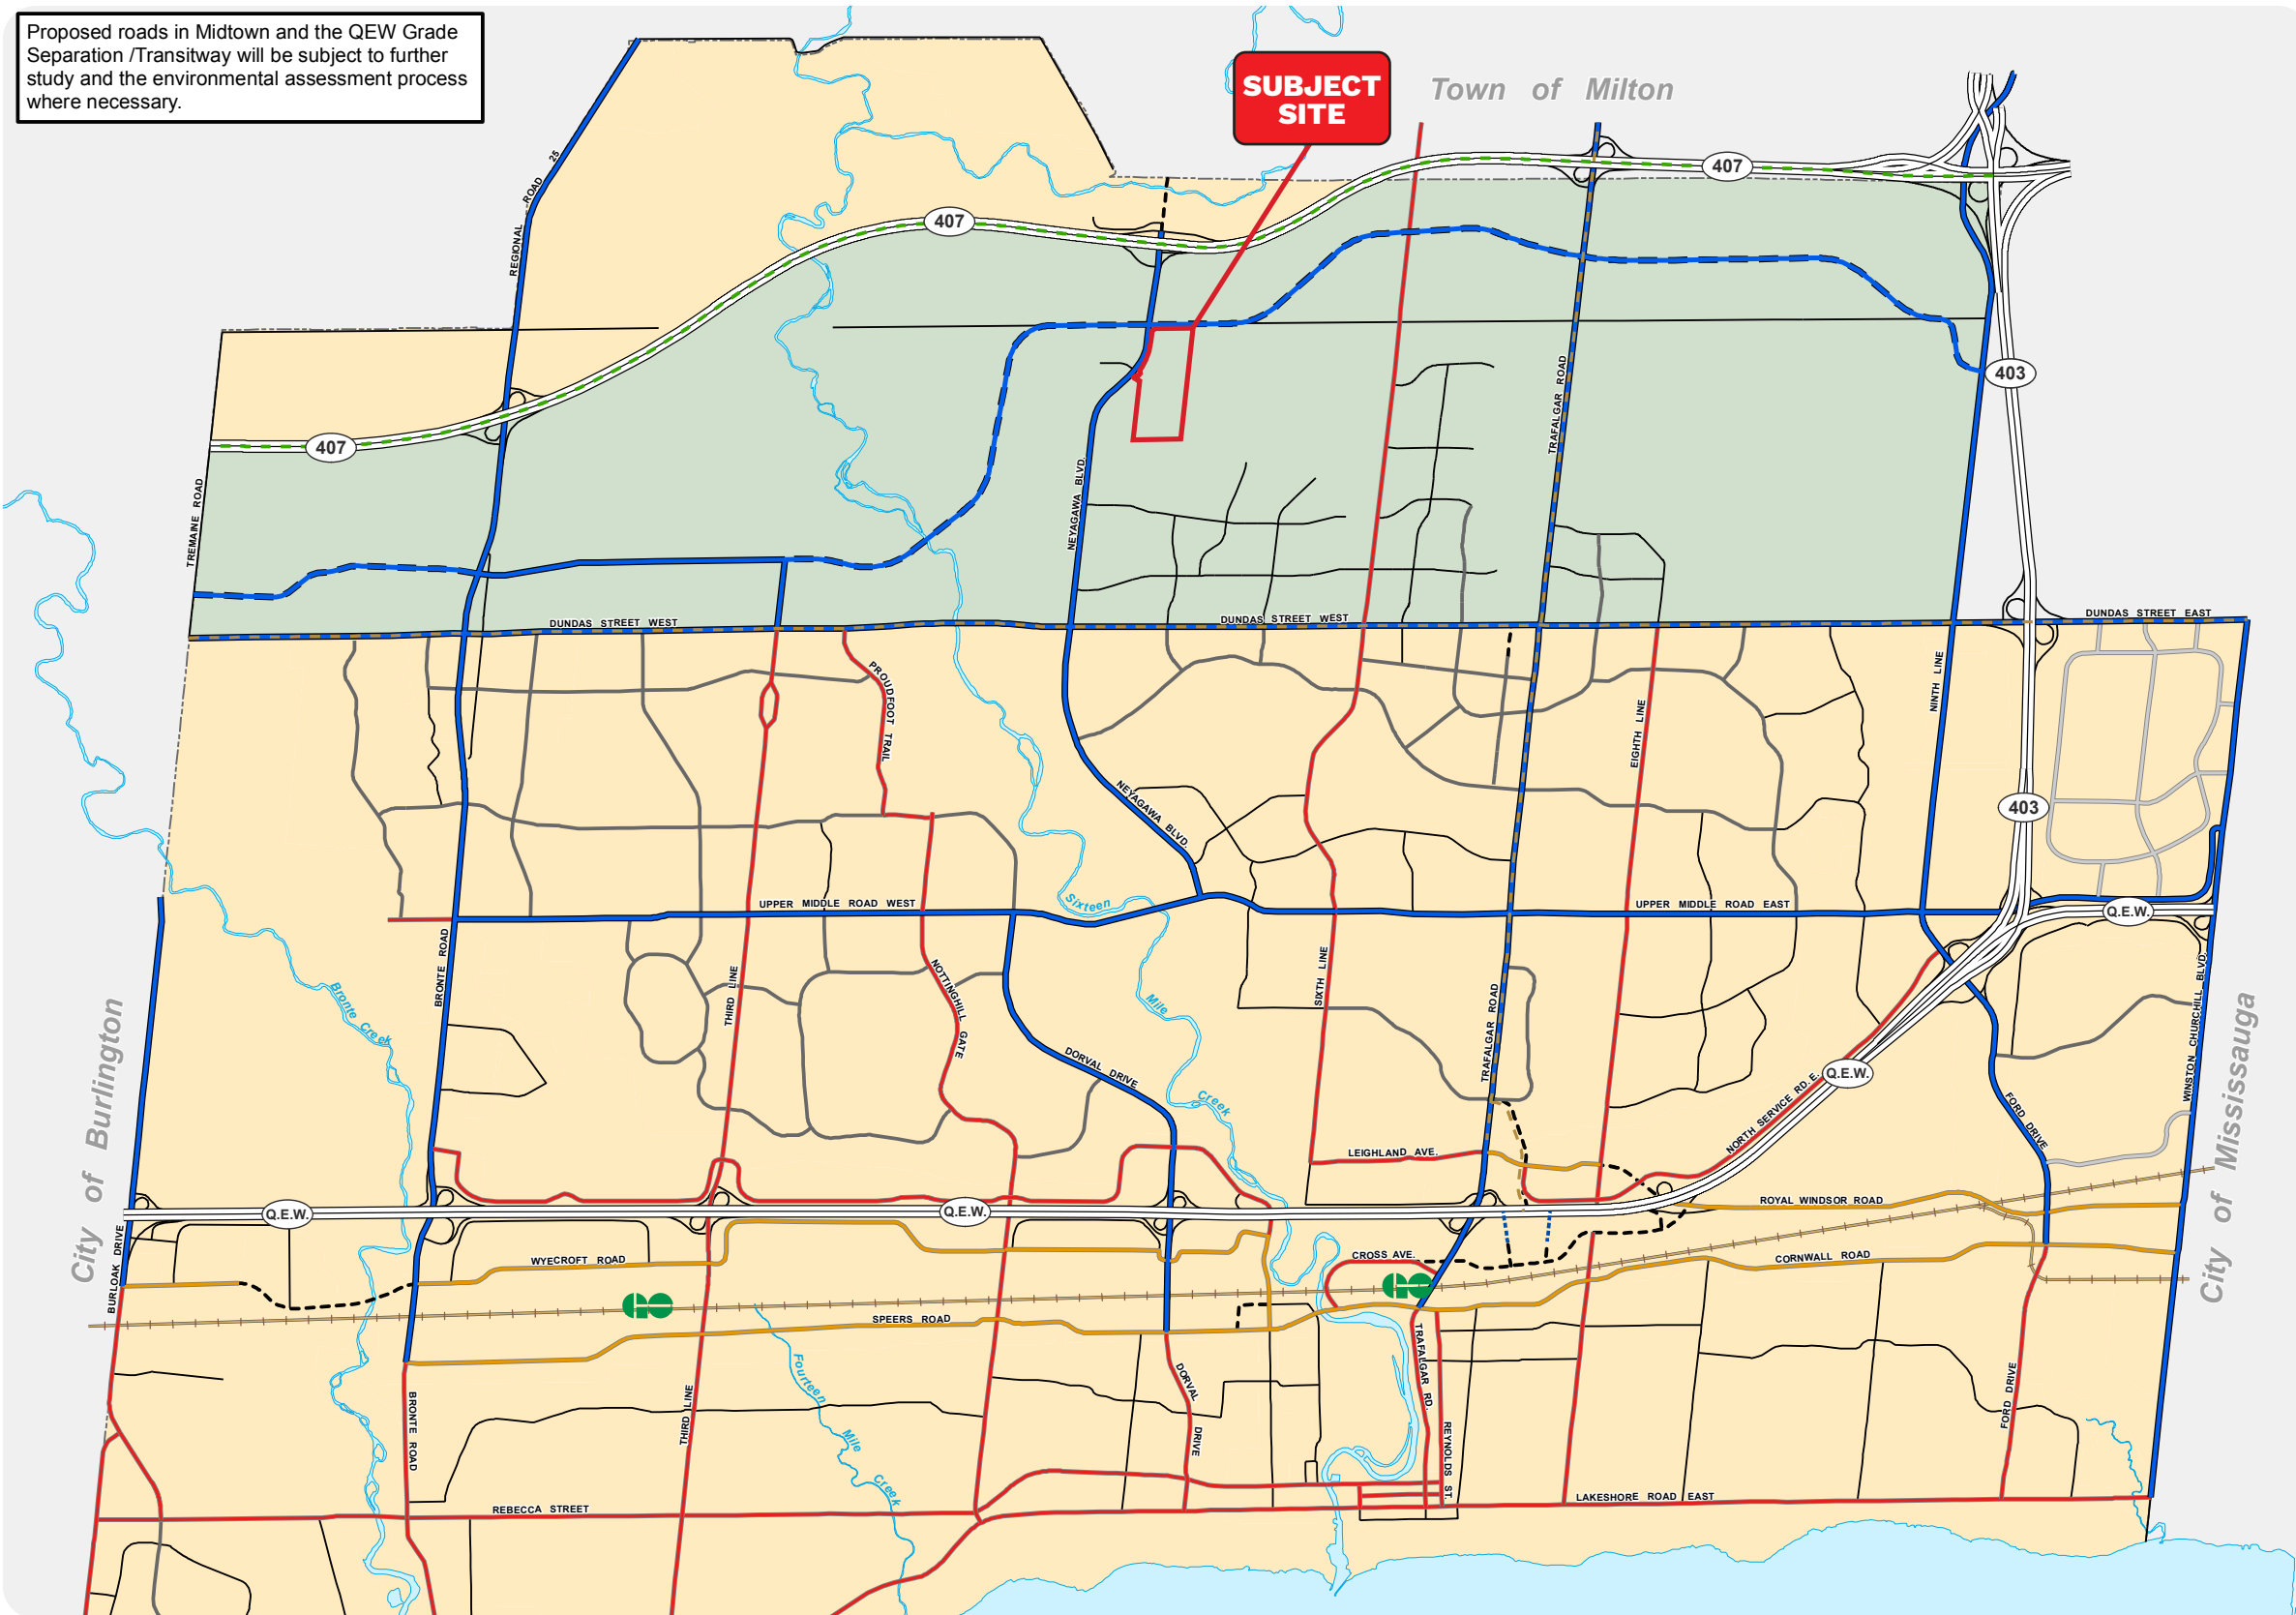 Proposed roads in Midtown and the QEW Grade
Separation /Transitway will be subject to further
study and the environmental assessment process
where necessary.
SUBJECT
SITE
Town of Milton
407
407
407
REGIONAL ROAD 25
403
TREMAINE ROAD
NEYAGAWA BLVD.
TRAFALGAR ROAD
DUNDAS STREET WEST
DUNDAS STREET WEST
DUNDAS STREET EAST
PROUDFOOT TRAIL
NINTH LINE
EIGHTH LINE
NEYAGAWA BLVD.
403
UPPER MIDDLE ROAD WEST
Sixteen
UPPER MIDDLE ROAD EAST
Q.E.W.
BRONTE ROAD
THIRD LINE
NOTTINGHILL GATE
SIXTH LINE
Mile
TRAFALGAR ROAD
WINSTON CHURCHILL BLVD.
Bronte Creek
City of Burlington
City of Mississauga
DORVAL DRIVE
Creek
Q.E.W.
NORTH SERVICE RD. E.
FORD DRIVE
LEIGHLAND AVE.
ROYAL WINDSOR ROAD
Q.E.W.
Q.E.W.
BURLOAK DRIVE
WYECROFT ROAD
CROSS AVE.
CORNWALL ROAD
GO
GO
SPEERS ROAD
Fourteen
Mile
Creek
BRONTE ROAD
THIRD LINE
DORVAL DRIVE
TRAFALGAR RD.
REYNOLDS ST.
FORD DRIVE
REBECCA STREET
LAKESHORE ROAD EAST